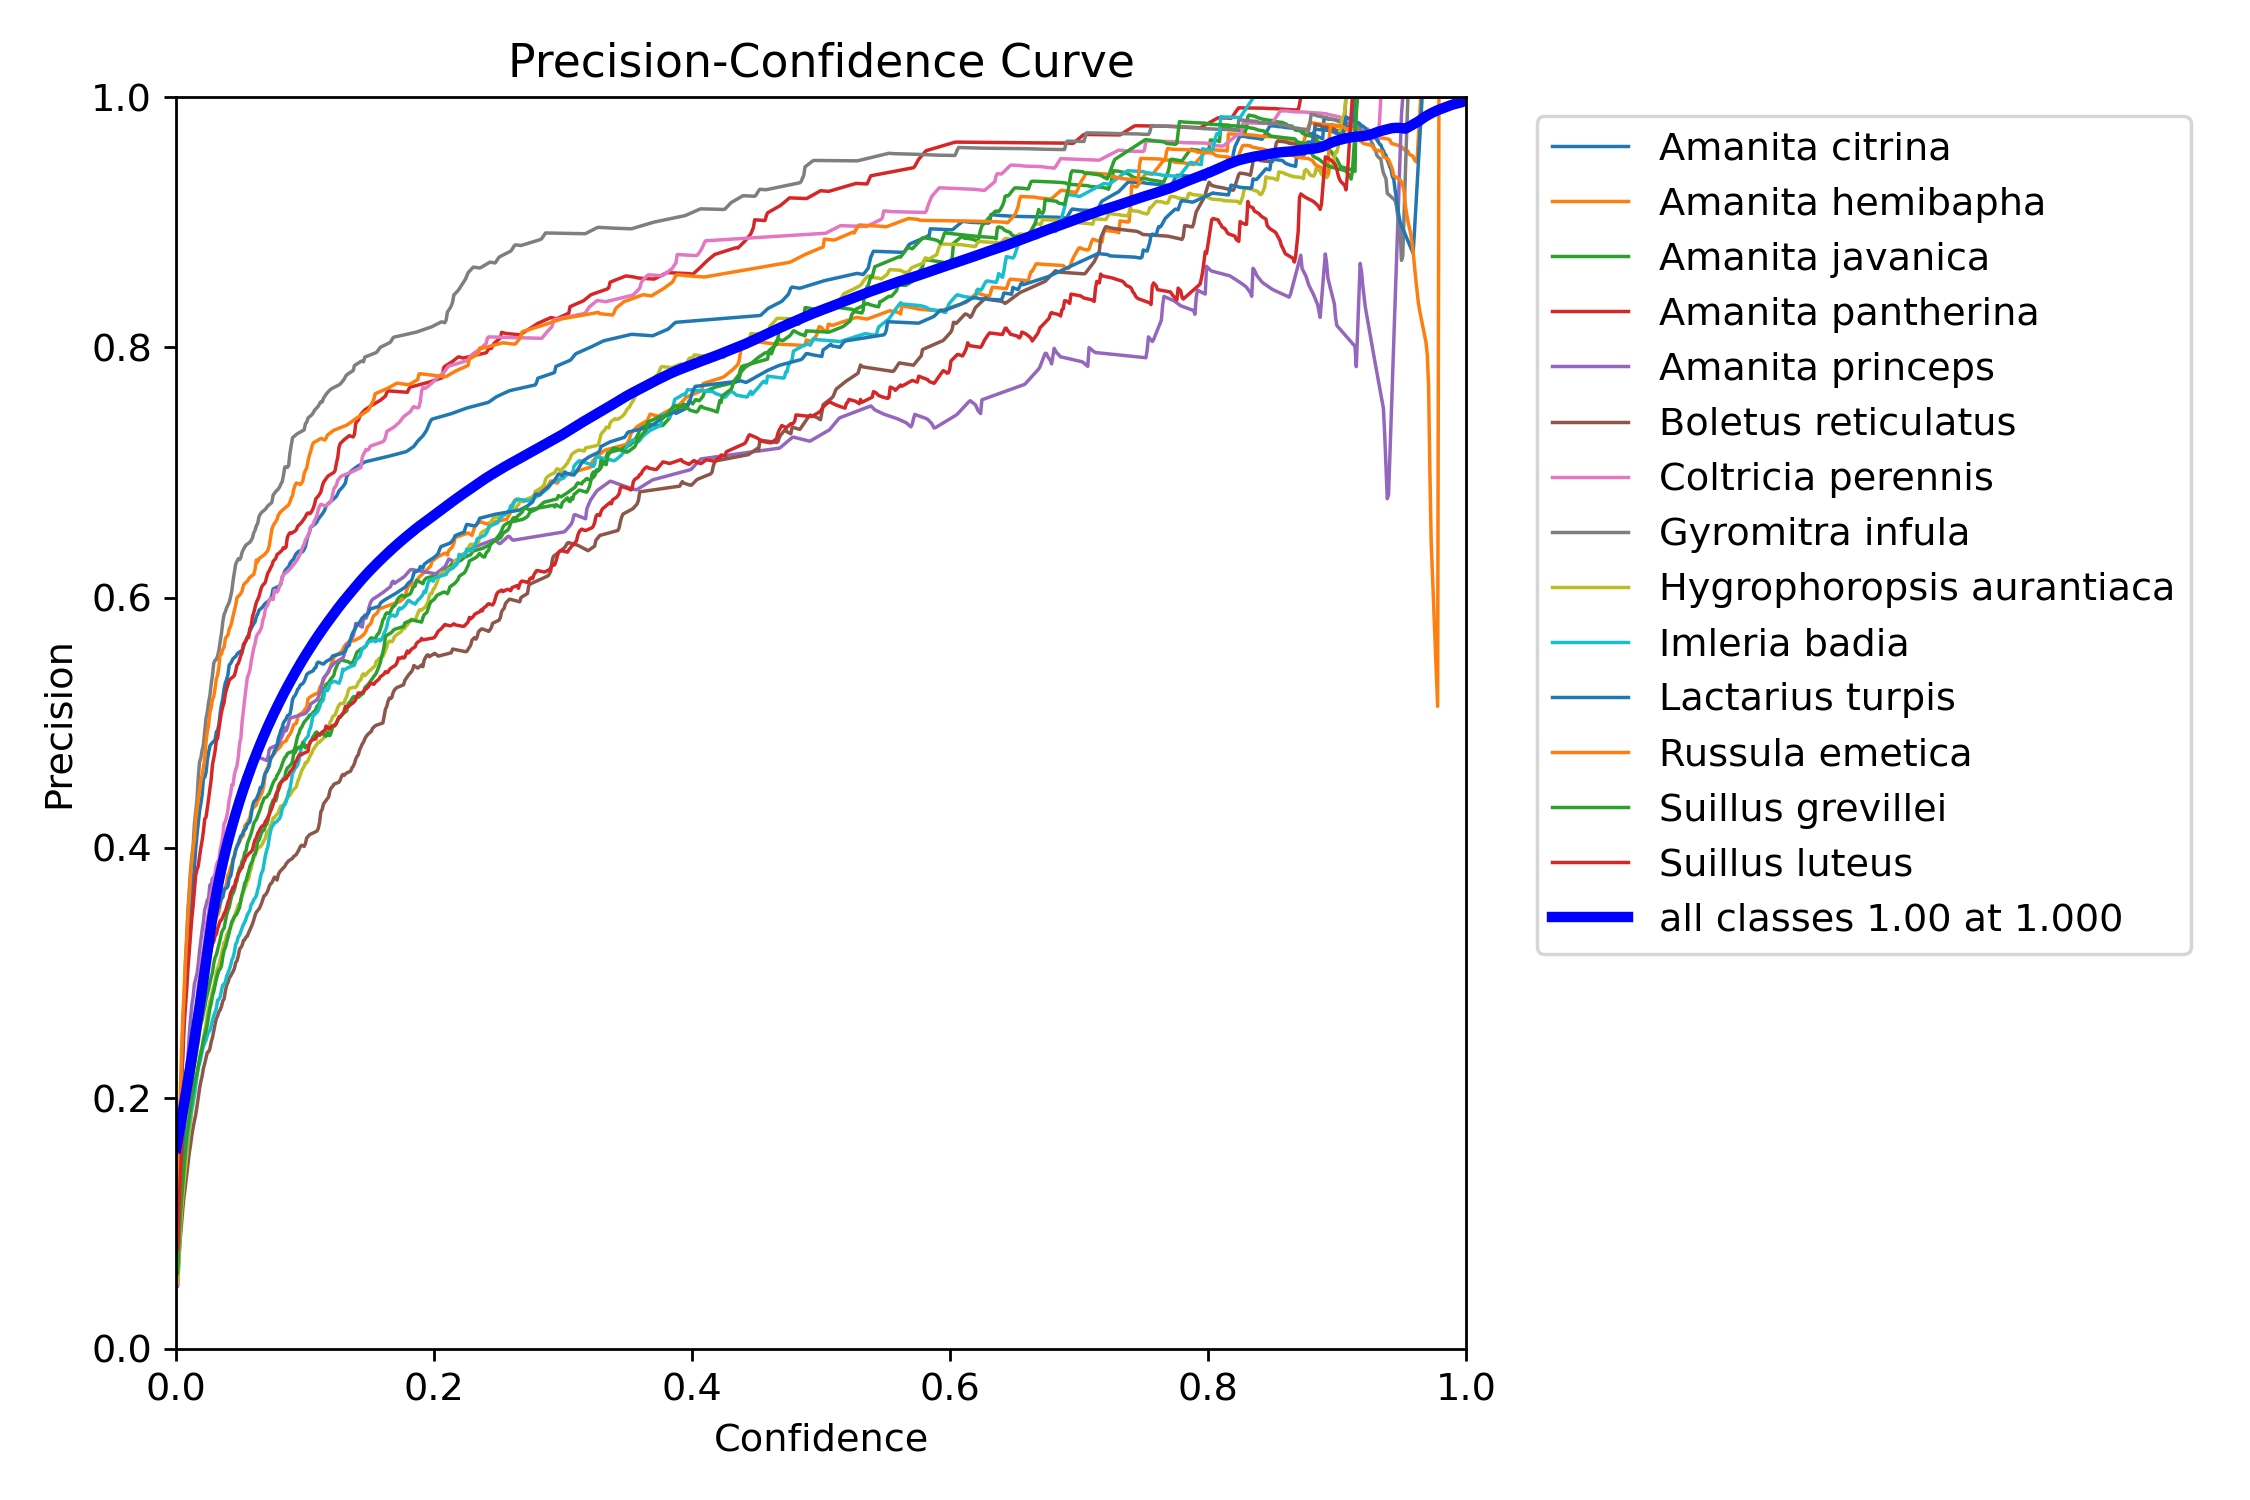 Precision-Confidence Curve
1.0
0.8
0.6
0.4
0.2
0.0
Precision
0.0 0.2 0.4 0.6 0.8 1.0
Confidence
Amanita citrina
Amanita hemibapha
Amanita javanica
Amanita pantherina
Amanita princeps
Boletus reticulatus
Coltricia perennis
Gyromitra infula
Hygrophoropsis aurantiaca
Imleria badia
Lactarius turpis
Russula emetica
Suillus grevillei
Suillus luteus
all classes 1.00 at 1.000